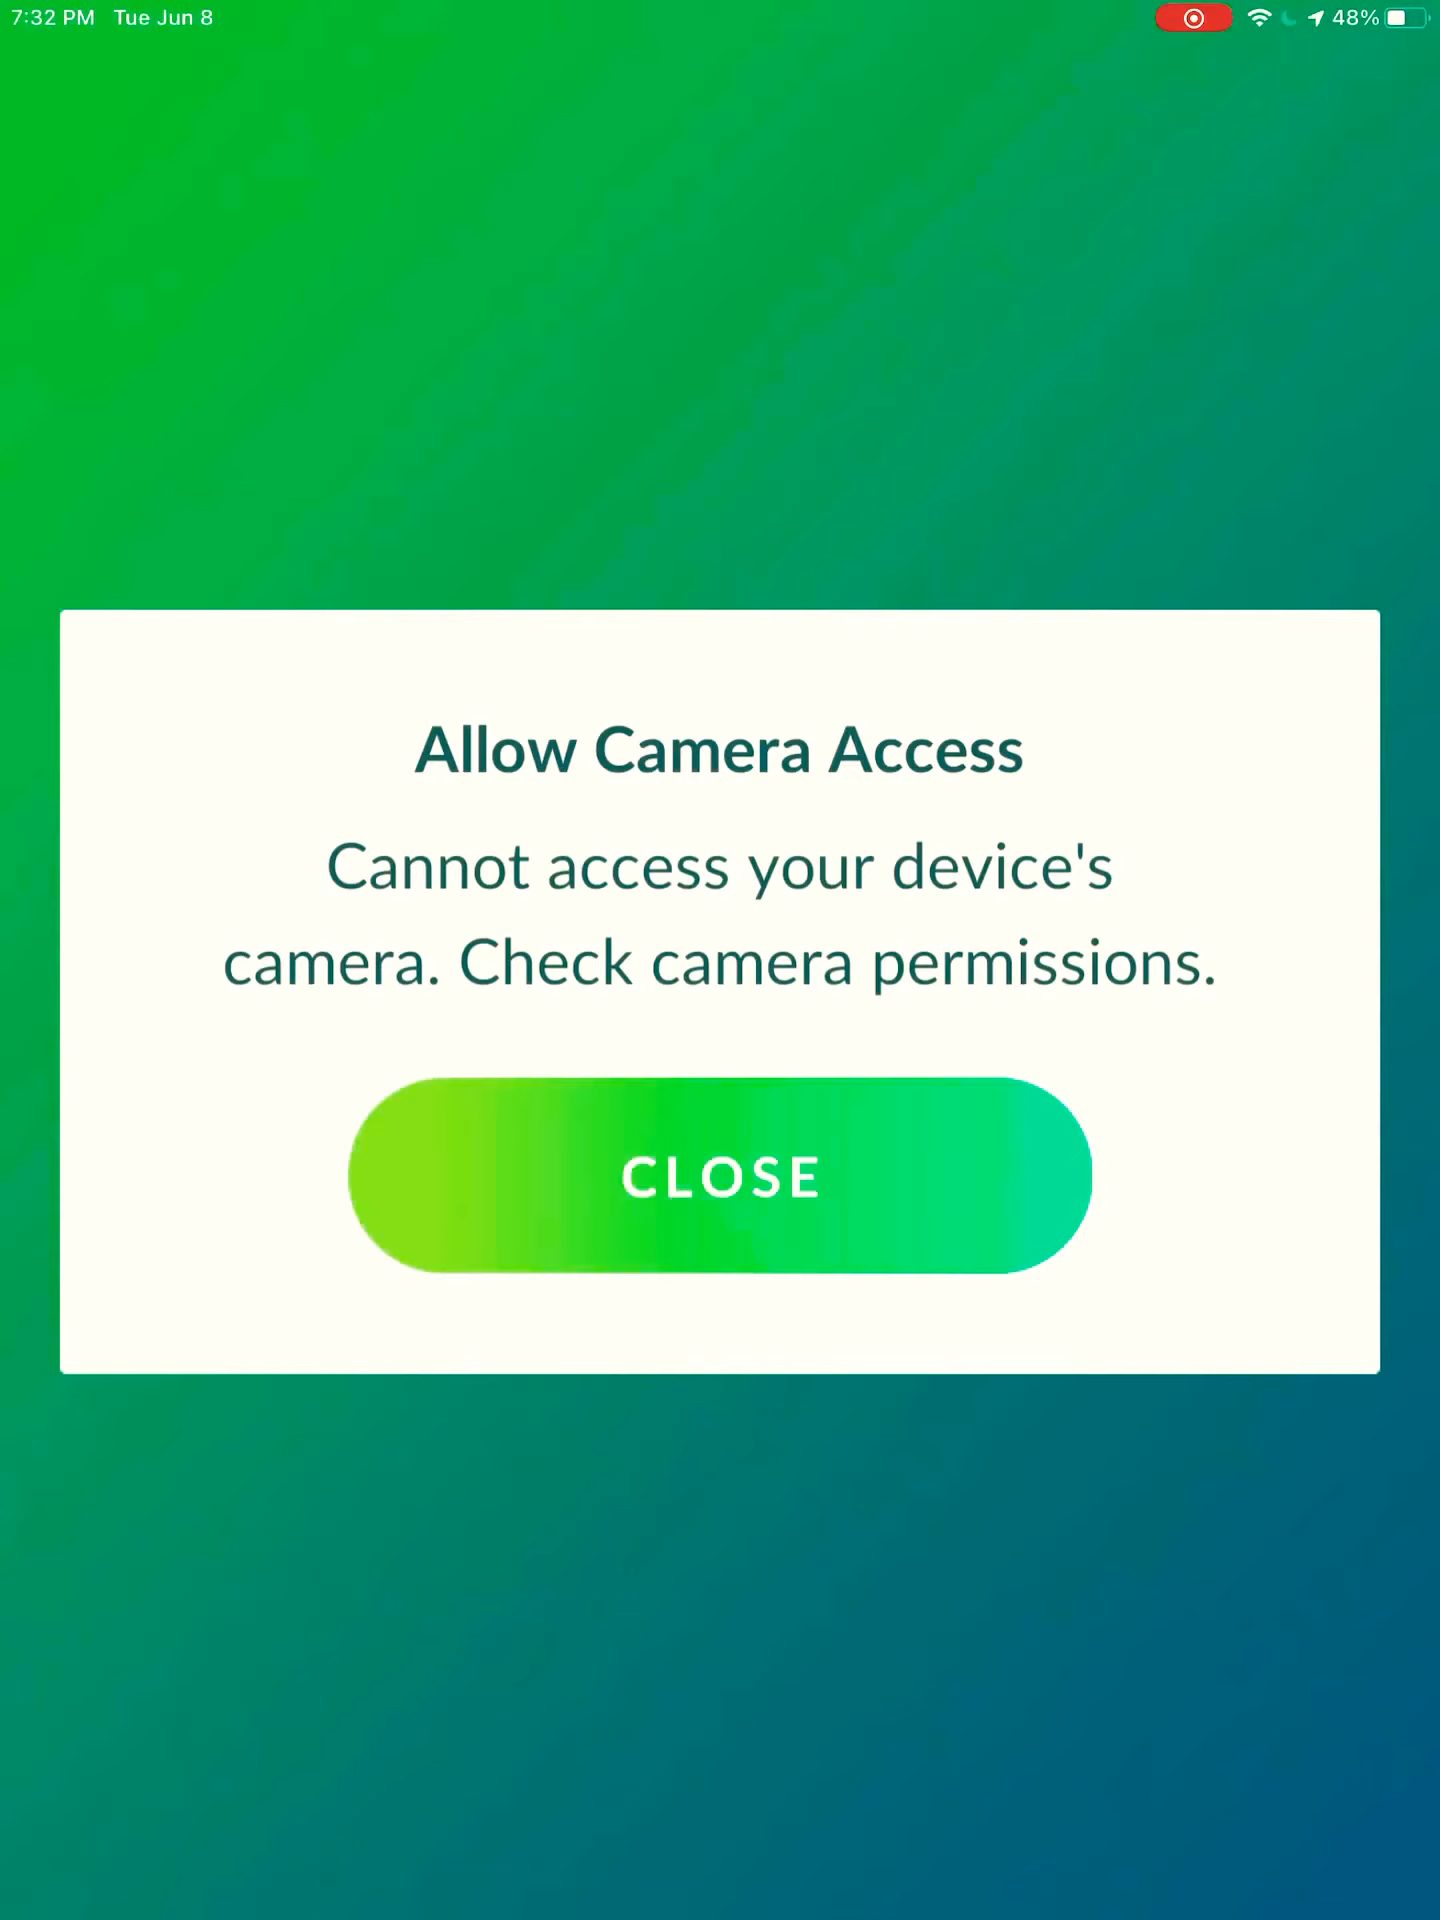 7:32 PM Tue Jun 8 48%
Allow Camera Access
Cannot access your device's
camera. Check camera permissions.
CLOSE